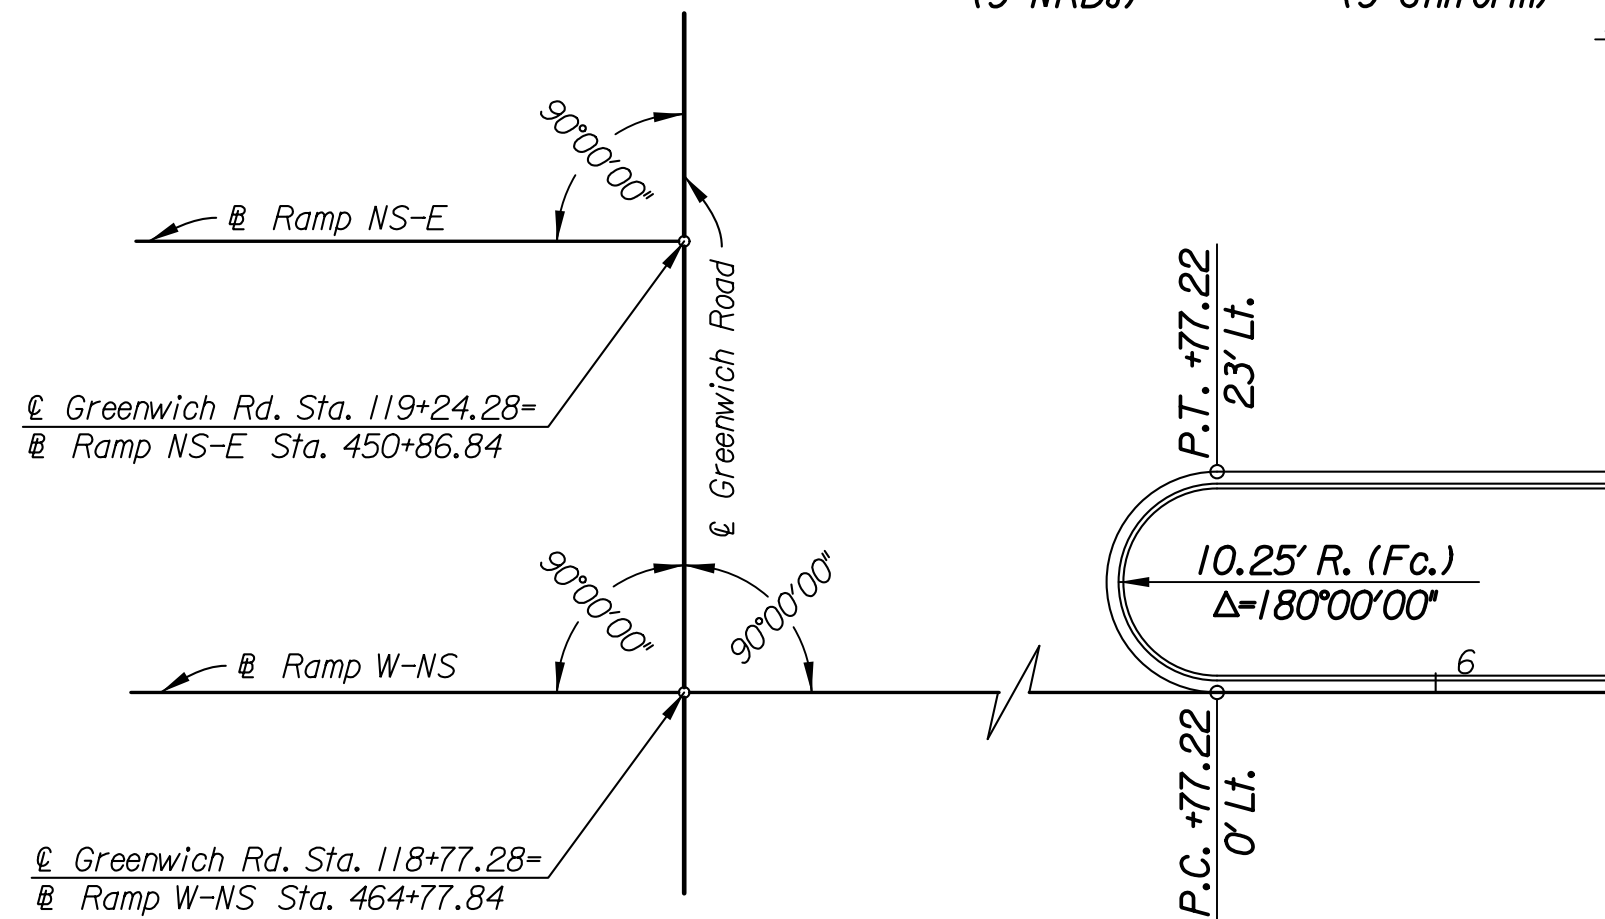 90°00'00"
℄ Ramp NS-E
℄ Greenwich Road
P.T. +77.22
23' Lt.
℄ Greenwich Rd. Sta. 119+24.28=
Ramp NS-E Sta. 450+86.84
90°00'00"
90°00'00"
10.25' R. (Fc.)
Δ=180°00'00"
Ramp W-NS
6
P.C. +77.22
0' Lt.
℄ Greenwich Rd. Sta. 118+77.28=
Ramp W-NS Sta. 464+77.84